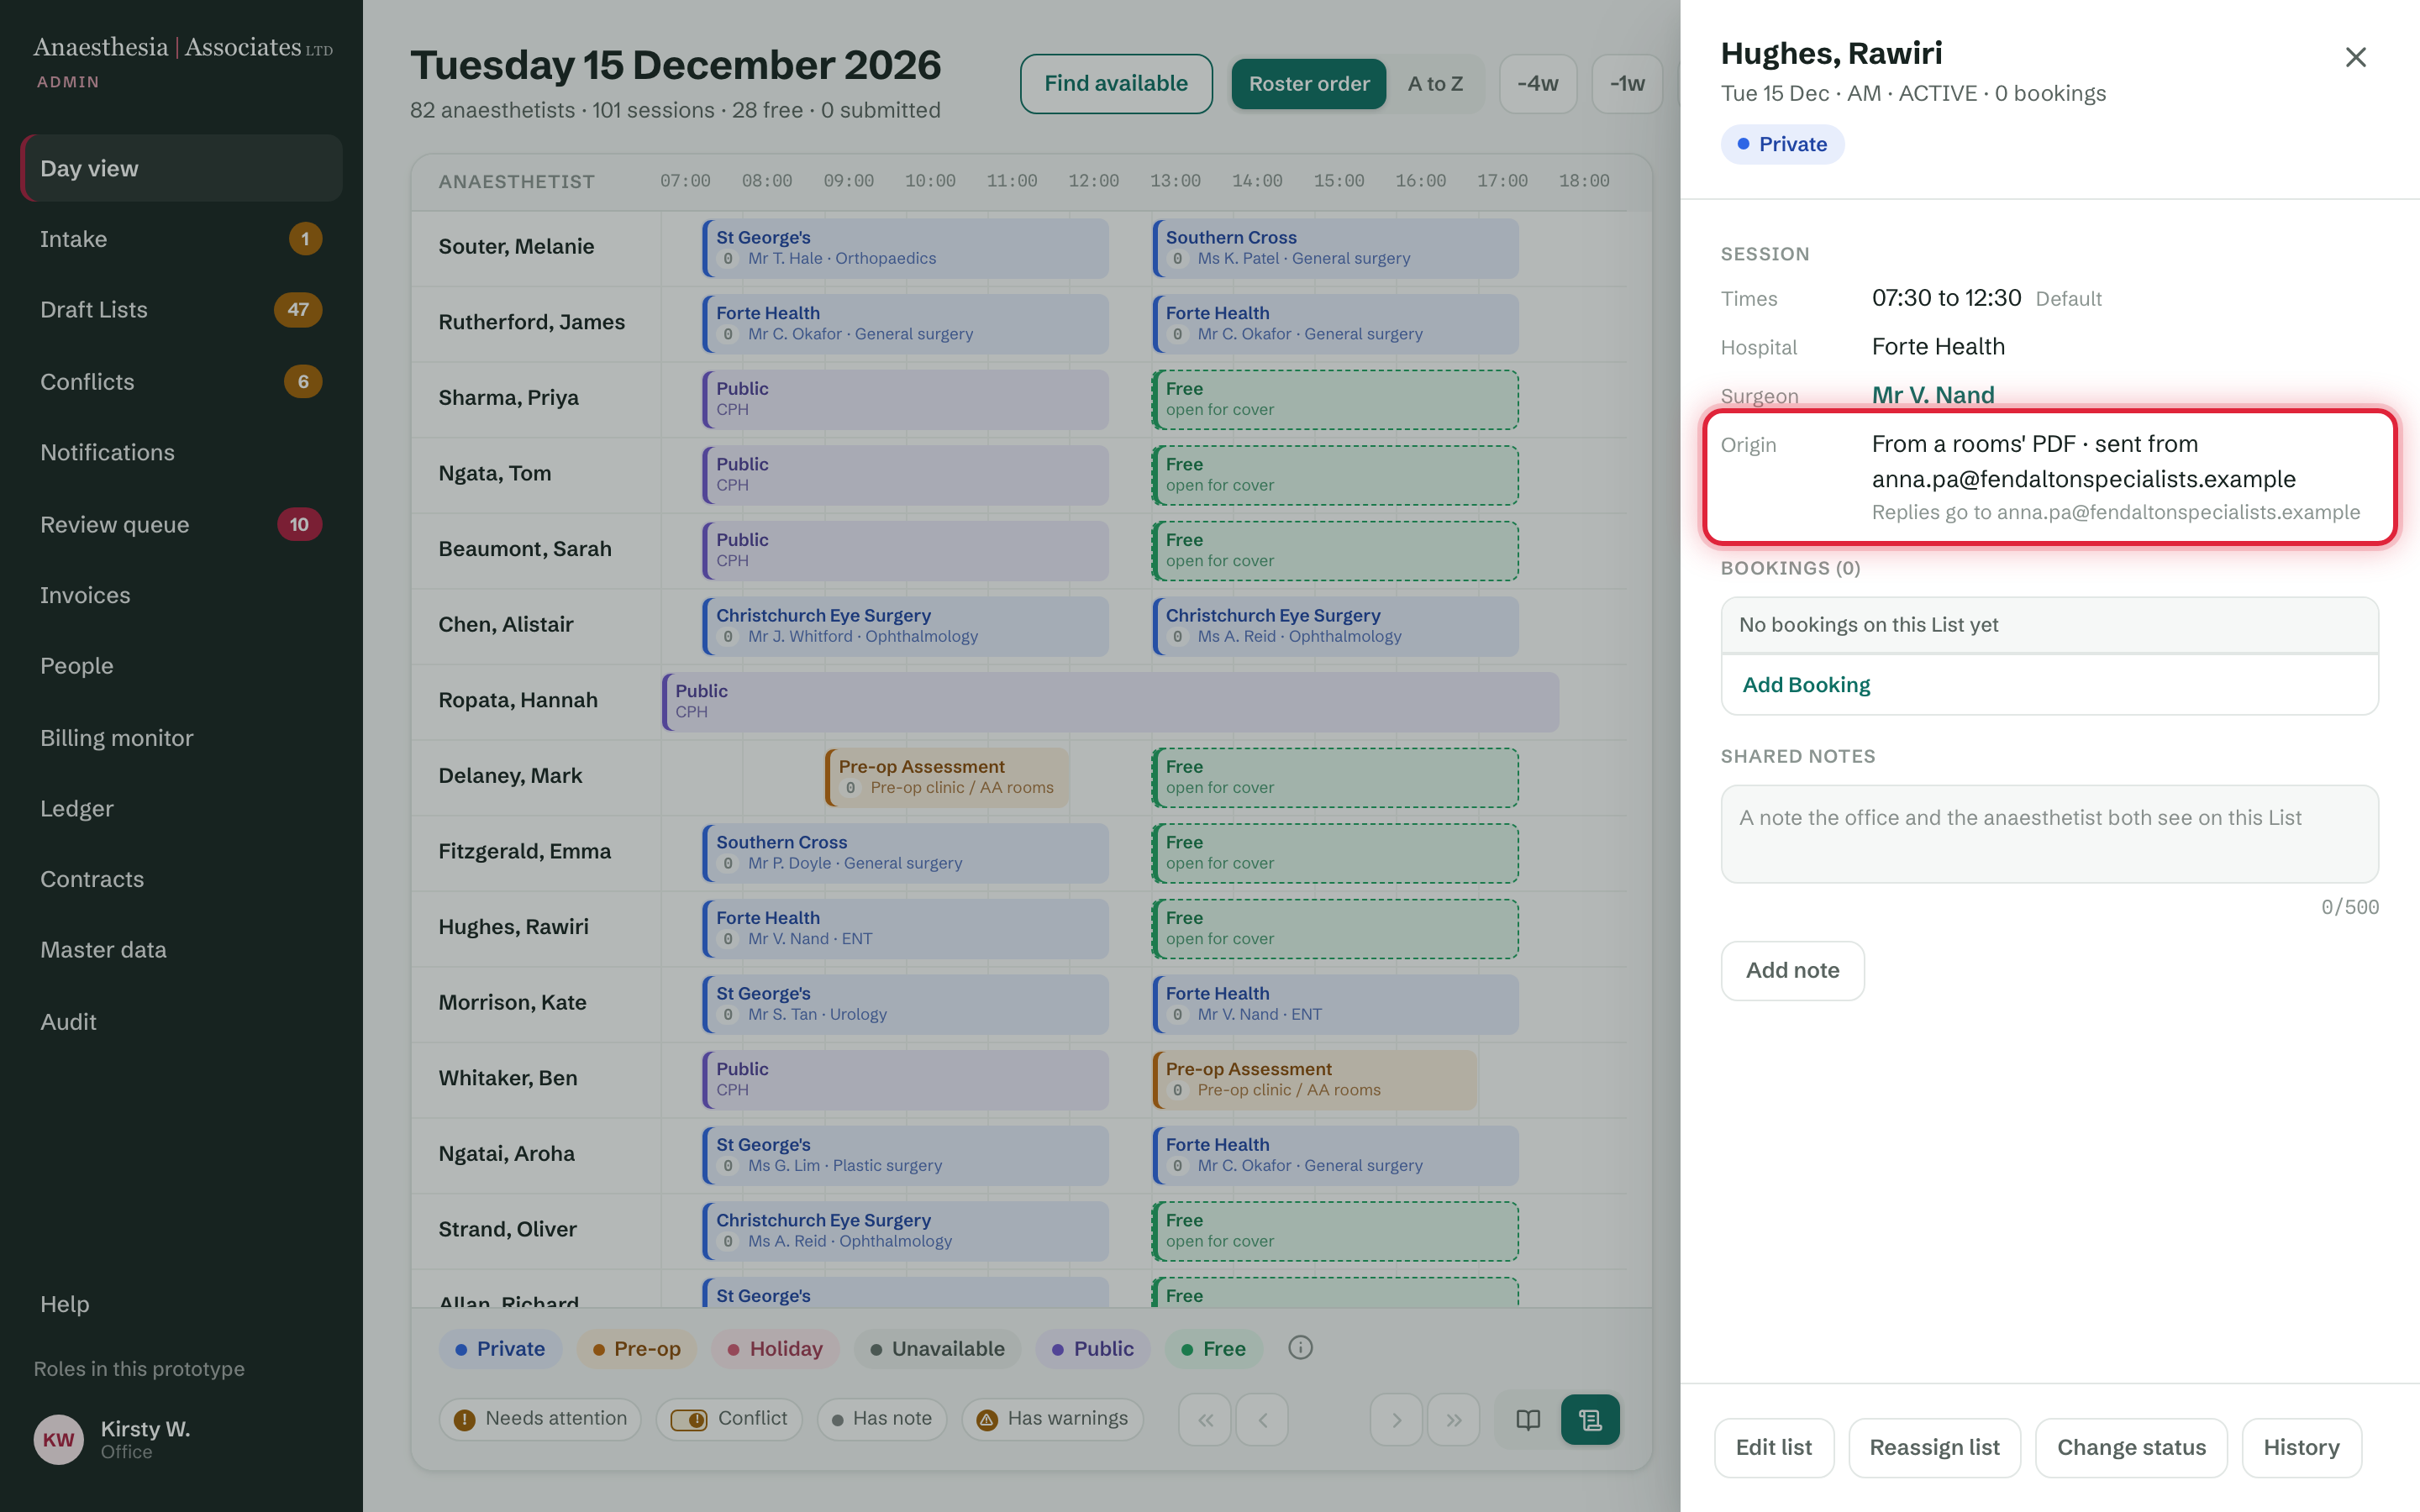 Anaesthesia | Associates LTD
ADMIN
Day view
Intake 1
Draft Lists 47
Conflicts 6
Notifications
Review queue 10
Invoices
People
Billing monitor
Ledger
Contracts
Master data
Audit
Help
Roles in this prototype
KW Kirsty W.
Office
Tuesday 15 December 2026
82 anaesthetists · 101 sessions · 28 free · 0 submitted
Find available
Roster order
A to Z
-4w
-1w
ANAESTHETIST 07:00 08:00 09:00 10:00 11:00 12:00 13:00 14:00 15:00 16:00 17:00 18:00
Souter, Melanie
St George's
0 Mr T. Hale · Orthopaedics
Southern Cross
0 Ms K. Patel · General surgery
Rutherford, James
Forte Health
0 Mr C. Okafor · General surgery
Forte Health
0 Mr C. Okafor · General surgery
Sharma, Priya
Public
CPH
Free
open for cover
Ngata, Tom
Public
CPH
Free
open for cover
Beaumont, Sarah
Public
CPH
Free
open for cover
Chen, Alistair
Christchurch Eye Surgery
0 Mr J. Whitford · Ophthalmology
Christchurch Eye Surgery
0 Ms A. Reid · Ophthalmology
Ropata, Hannah
Public
CPH
Delaney, Mark
Pre-op Assessment
0 Pre-op clinic / AA rooms
Free
open for cover
Fitzgerald, Emma
Southern Cross
0 Mr P. Doyle · General surgery
Free
open for cover
Hughes, Rawiri
Forte Health
0 Mr V. Nand · ENT
Free
open for cover
Morrison, Kate
St George's
0 Mr S. Tan · Urology
Forte Health
0 Mr V. Nand · ENT
Whitaker, Ben
Public
CPH
Pre-op Assessment
0 Pre-op clinic / AA rooms
Ngatai, Aroha
St George's
0 Ms G. Lim · Plastic surgery
Forte Health
0 Mr C. Okafor · General surgery
Strand, Oliver
Christchurch Eye Surgery
0 Ms A. Reid · Ophthalmology
Free
open for cover
Allan, Richard
St George's
Free
Private
Pre-op
Holiday
Unavailable
Public
Free
Needs attention
Conflict
Has note
Has warnings
Hughes, Rawiri
Tue 15 Dec · AM · ACTIVE · 0 bookings
Private
SESSION
Times 07:30 to 12:30 Default
Hospital Forte Health
Surgeon Mr V. Nand
Origin From a rooms' PDF · sent from
anna.pa@fendaltonspecialists.example
Replies go to anna.pa@fendaltonspecialists.example
BOOKINGS (0)
No bookings on this List yet
Add Booking
SHARED NOTES
A note the office and the anaesthetist both see on this List
0/500
Add note
Edit list
Reassign list
Change status
History